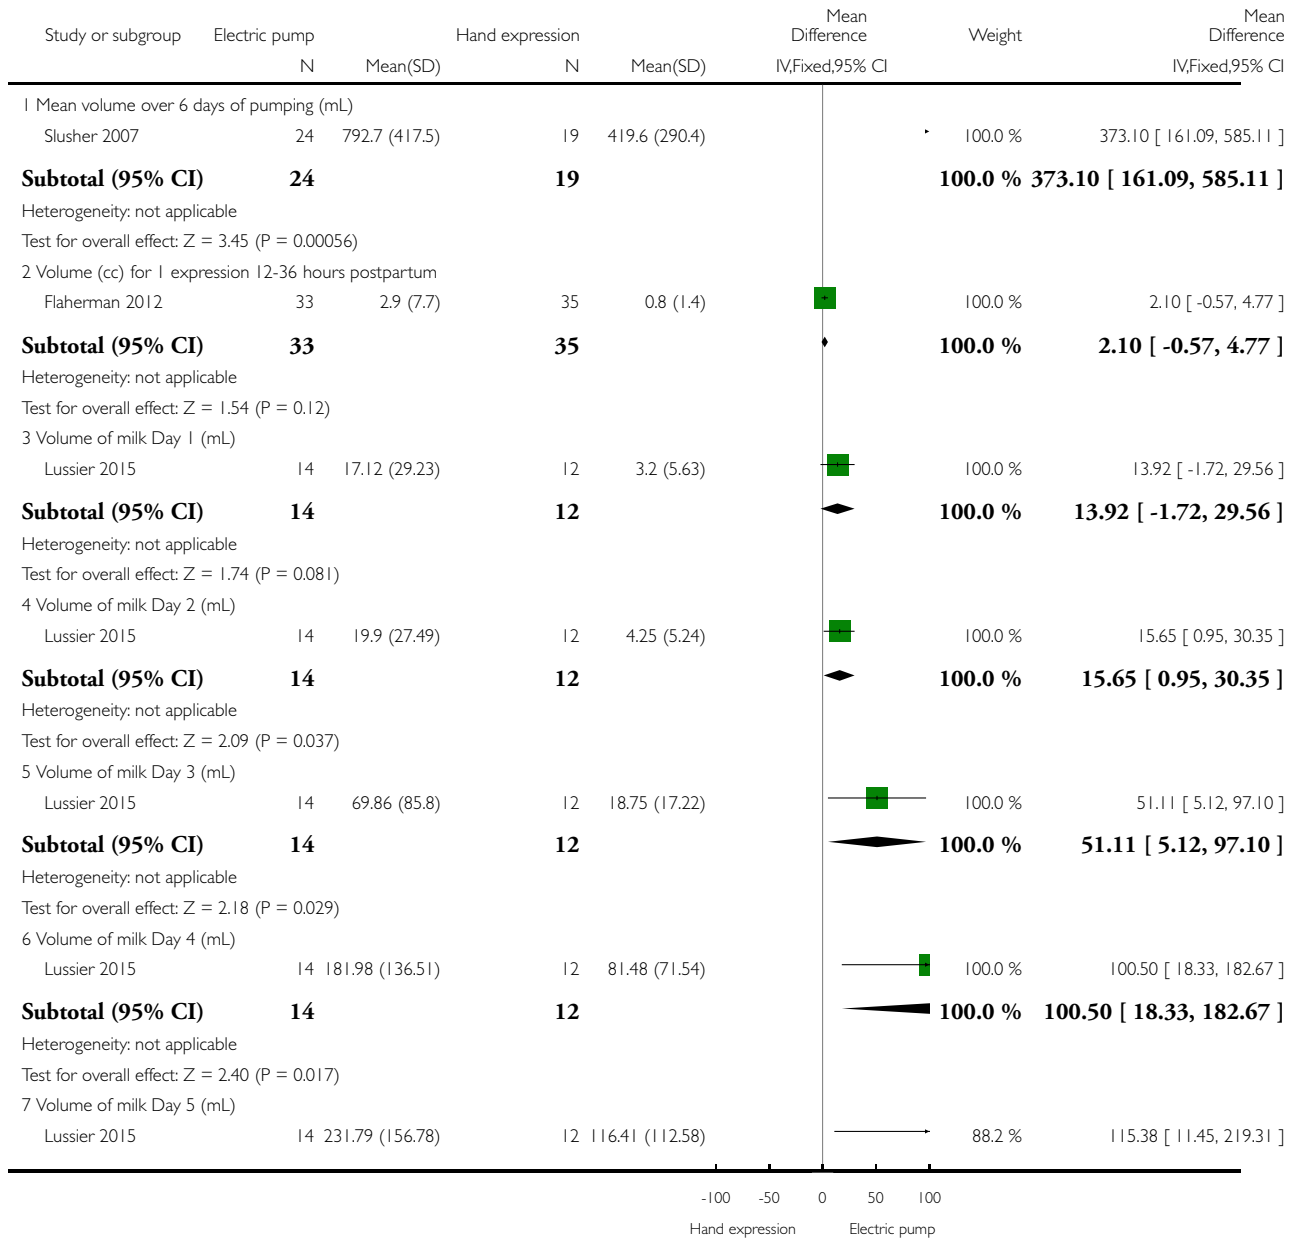 Study or subgroup Electric pump Hand expression Mean Difference Weight Mean Difference
N Mean(SD) N Mean(SD) IV,Fixed,95% CI IV,Fixed,95% CI
1 Mean volume over 6 days of pumping (mL)
Slusher 2007 24 792.7 (417.5) 19 419.6 (290.4) 100.0 % 373.10 [ 161.09, 585.11 ]
Subtotal (95% CI) 24 19 100.0 % 373.10 [ 161.09, 585.11 ]
Heterogeneity: not applicable
Test for overall effect: Z = 3.45 (P = 0.00056)
2 Volume (cc) for 1 expression 12-36 hours postpartum
Flaherman 2012 33 2.9 (7.7) 35 0.8 (1.4) 100.0 % 2.10 [ -0.57, 4.77 ]
Subtotal (95% CI) 33 35 100.0 % 2.10 [ -0.57, 4.77 ]
Heterogeneity: not applicable
Test for overall effect: Z = 1.54 (P = 0.12)
3 Volume of milk Day 1 (mL)
Lussier 2015 14 17.12 (29.23) 12 3.2 (5.63) 100.0 % 13.92 [ -1.72, 29.56 ]
Subtotal (95% CI) 14 12 100.0 % 13.92 [ -1.72, 29.56 ]
Heterogeneity: not applicable
Test for overall effect: Z = 1.74 (P = 0.081)
4 Volume of milk Day 2 (mL)
Lussier 2015 14 19.9 (27.49) 12 4.25 (5.24) 100.0 % 15.65 [ 0.95, 30.35 ]
Subtotal (95% CI) 14 12 100.0 % 15.65 [ 0.95, 30.35 ]
Heterogeneity: not applicable
Test for overall effect: Z = 2.09 (P = 0.037)
5 Volume of milk Day 3 (mL)
Lussier 2015 14 69.86 (85.8) 12 18.75 (17.22) 100.0 % 51.11 [ 5.12, 97.10 ]
Subtotal (95% CI) 14 12 100.0 % 51.11 [ 5.12, 97.10 ]
Heterogeneity: not applicable
Test for overall effect: Z = 2.18 (P = 0.029)
6 Volume of milk Day 4 (mL)
Lussier 2015 14 181.98 (136.51) 12 81.48 (71.54) 100.0 % 100.50 [ 18.33, 182.67 ]
Subtotal (95% CI) 14 12 100.0 % 100.50 [ 18.33, 182.67 ]
Heterogeneity: not applicable
Test for overall effect: Z = 2.40 (P = 0.017)
7 Volume of milk Day 5 (mL)
Lussier 2015 14 231.79 (156.78) 12 116.41 (112.58) 88.2 % 115.38 [ 11.45, 219.31 ]
-100 -50 0 50 100
Hand expression Electric pump